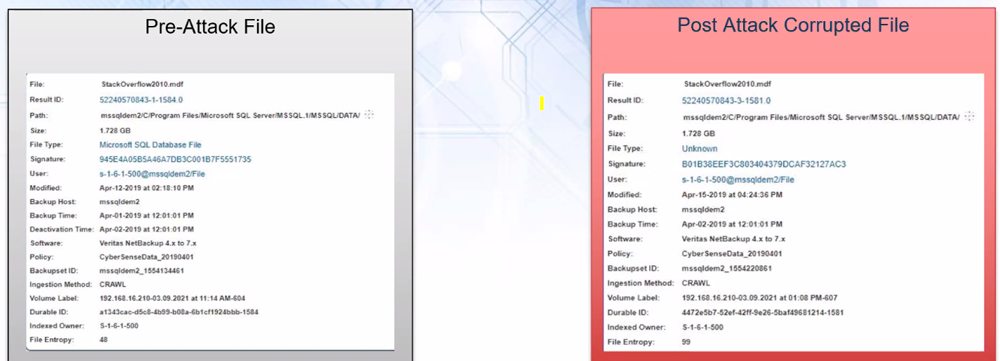 Pre-Attack File
File: StackOverflow2010.mdf
Result ID: 52240570843-1-1584.0
Path: mssqldem2/C/Program Files/Microsoft SQL Server/MSSQL.1/MSSQL/DATA/
Size: 1.728 GB
File Type: Microsoft SQL Database File
Signature: 945E4A05B5A46A7DB3C001B7F5551735
User: s-1-6-1-500@mssqldem2/File
Modified: Apr-12-2019 at 02:18:10 PM
Backup Host: mssqldem2
Backup Time: Apr-01-2019 at 12:01:01 PM
Deactivation Time: Apr-02-2019 at 12:01:01 PM
Software: Veritas NetBackup 4.x to 7.x
Policy: CyberSenseData_20190401
Backupset ID: mssqldem2_1554134461
Ingestion Method: CRAWL
Volume Label: 192.168.16.210-03.09.2021 at 11:14 AM-604
Durable ID: a1343cac-d5c8-4b99-b08a-6b1cf1924bbb-1584
Indexed Owner: S-1-6-1-500
File Entropy: 48
Post Attack Corrupted File
File: StackOverflow2010.mdf
Result ID: 52240570843-3-1581.0
Path: mssqldem2/C/Program Files/Microsoft SQL Server/MSSQL.1/MSSQL/DATA/
Size: 1.728 GB
File Type: Unknown
Signature: B01B38EEF3C803404379DCAF32127AC3
User: s-1-6-1-500@mssqldem2/File
Modified: Apr-15-2019 at 04:24:36 PM
Backup Host: mssqldem2
Backup Time: Apr-02-2019 at 12:01:01 PM
Software: Veritas NetBackup 4.x to 7.x
Policy: CyberSenseData_20190401
Backupset ID: mssqldem2_1554220861
Ingestion Method: CRAWL
Volume Label: 192.168.16.210-03.09.2021 at 01:08 PM-607
Durable ID: 4472e5b7-52ef-42ff-9e26-5baf49681214-1581
Indexed Owner: S-1-6-1-500
File Entropy: 99